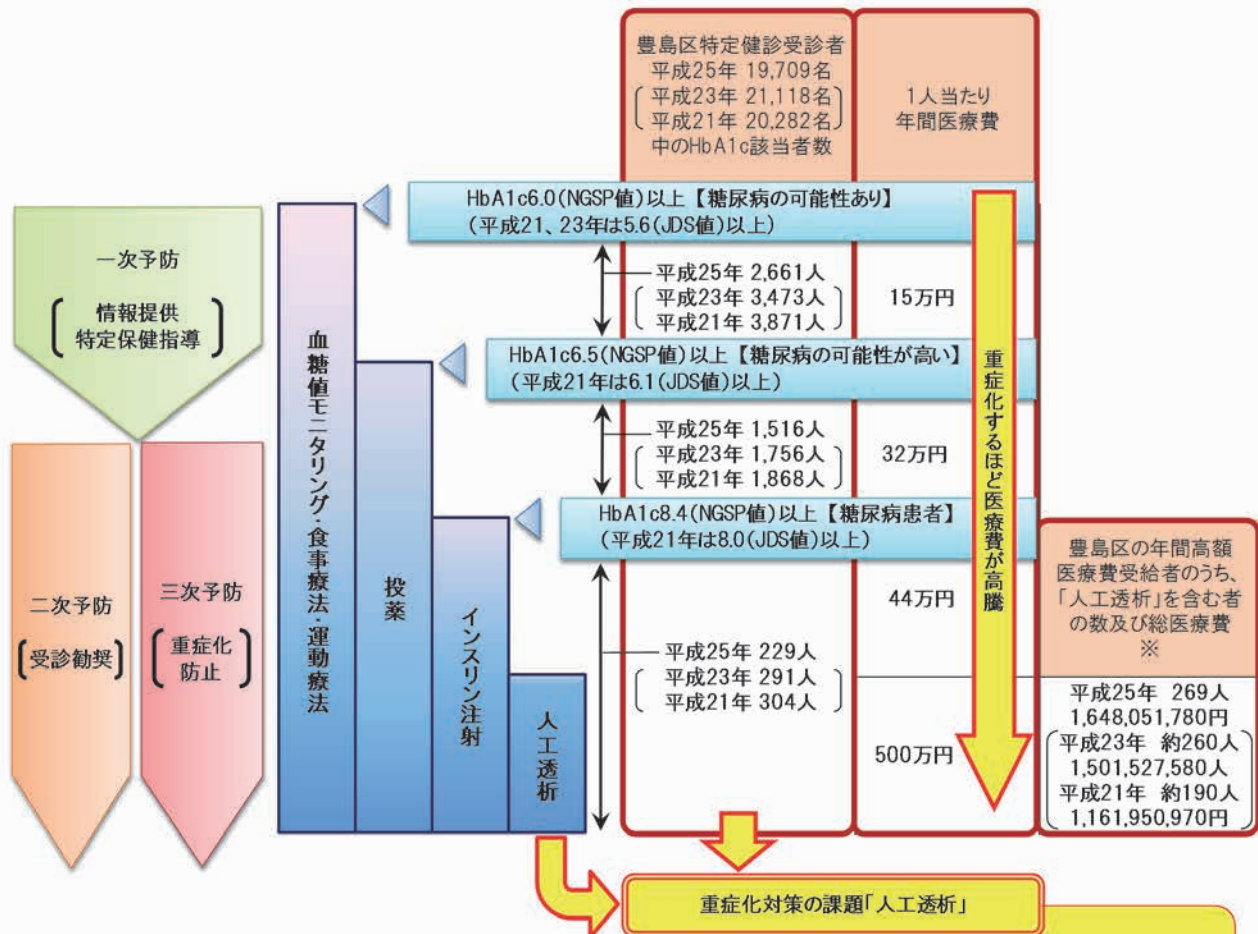 豊島区特定健診受診者
平成25年 19,709名
平成23年 21,118名
平成21年 20,282名
中のHbA1c該当者数
1人当たり
年間医療費
HbA1c6.0(NGSP値)以上【糖尿病の可能性あり】
(平成21、23年は5.6(JDS値)以上)
一次予防
情報提供
特定保健指導
平成25年 2,661人
平成23年 3,473人
平成21年 3,871人
15万円
HbA1c6.5(NGSP値)以上【糖尿病の可能性が高い】
(平成21年は6.1(JDS値)以上)
平成25年 1,516人
平成23年 1,756人
平成21年 1,868人
32万円
HbA1c8.4(NGSP値)以上【糖尿病患者】
(平成21年は8.0(JDS値)以上)
44万円
平成25年 229人
平成23年 291人
平成21年 304人
500万円
重症化するほど医療費が高騰
二次予防
受診勧奨
三次予防
重症化
防止
血糖値モニタリング・食事療法・運動療法
投薬
インスリン注射
人工透析
豊島区の年間高額
医療費受給者のうち、
「人工透析」を含む者
の数及び総医療費
※
平成25年 269人
1,648,051,780円
平成23年 約260人
1,501,527,580人
平成21年 約190人
1,161,950,970円
重症化対策の課題「人工透析」